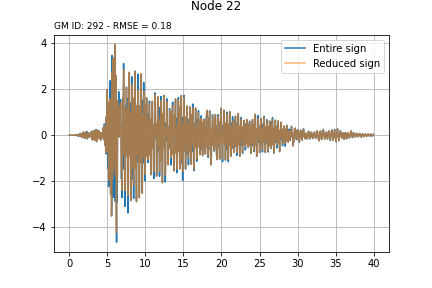 Node 22
GM ID: 292 - RMSE = 0.18
Entire sign
Reduced sign
4
2
0
−2
−4
0 5 10 15 20 25 30 35 40